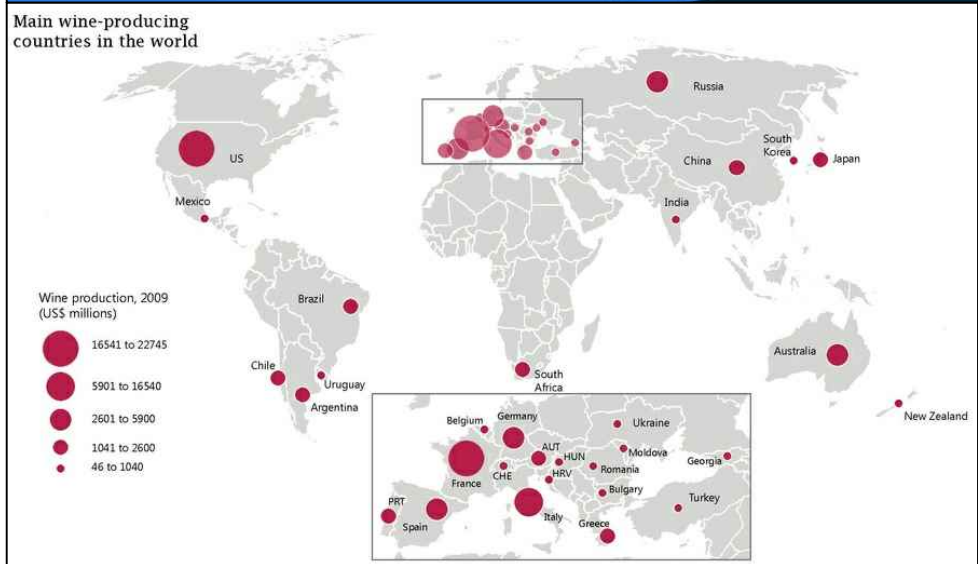 Main wine-producing
countries in the world
Russia
US
South
Korea
Japan
China
Mexico
India
Wine production, 2009
(US$ millions)
16541 to 22745
5901 to 16540
2601 to 5900
1041 to 2600
46 to 1040
Brazil
Chile
Uruguay
Argentina
South
Africa
Australia
New Zealand
Belgium
Germany
Ukraine
AUT
HUN
Moldova
Georgia
France
CHE
HRV
Romania
Bulgary
Turkey
PRT
Spain
Italy
Greece